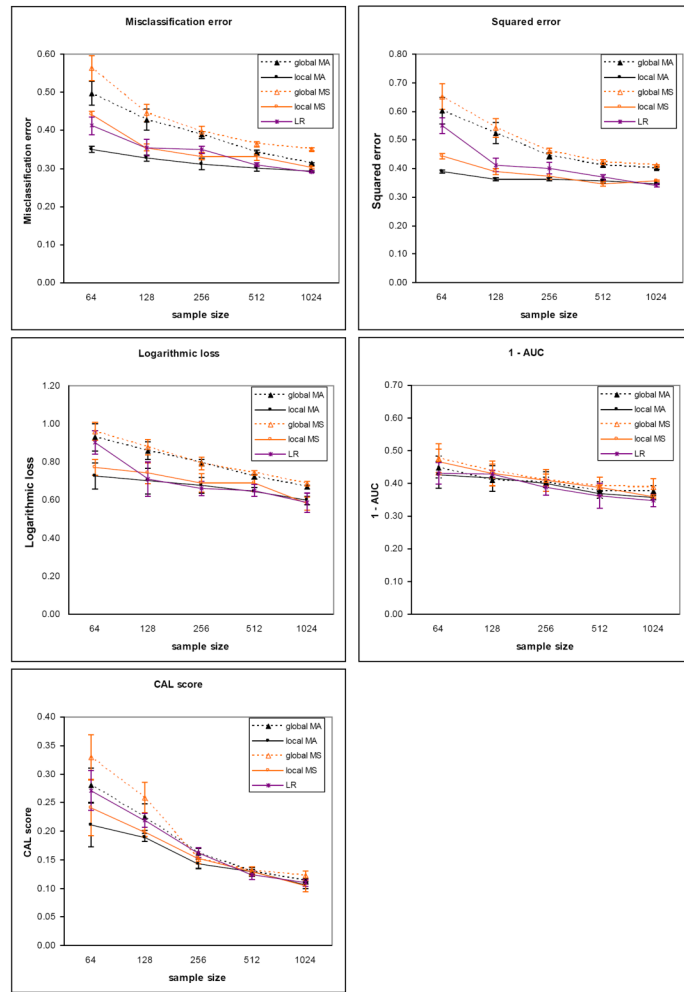 Misclassification error
Misclassification error
0.60
0.50
0.40
0.30
0.20
0.10
0.00
64 128 256 512 1024
sample size
global MA
local MA
global MS
local MS
LR
Squared error
Squared error
0.80
0.70
0.60
0.50
0.40
0.30
0.20
0.10
0.00
64 128 256 512 1024
sample size
global MA
local MA
global MS
local MS
LR
Logarithmic loss
Logarithmic loss
1.20
1.00
0.80
0.60
0.40
0.20
0.00
64 128 256 512 1024
sample size
global MA
local MA
global MS
local MS
LR
1 - AUC
1 - AUC
0.70
0.60
0.50
0.40
0.30
0.20
0.10
0.00
64 128 256 512 1024
sample size
global MA
local MA
global MS
local MS
LR
CAL score
CAL score
0.40
0.35
0.30
0.25
0.20
0.15
0.10
0.05
0.00
64 128 256 512 1024
sample size
global MA
local MA
global MS
local MS
LR